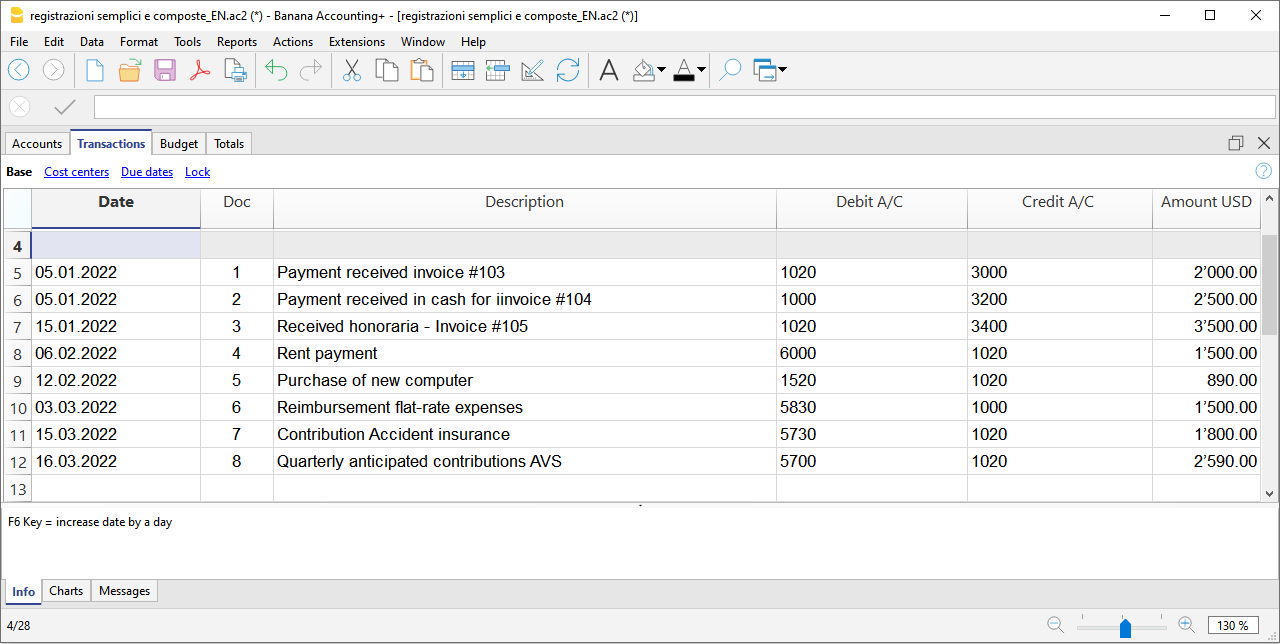 registrazioni semplici e composte_EN.ac2 (*) - Banana Accounting+ - [registrazioni semplici e composte_EN.ac2 (*)]
File Edit Data Format Tools Reports Actions Extensions Window Help
Accounts Transactions Budget Totals
Base Cost centers Due dates Lock
Date Doc Description Debit A/C Credit A/C Amount USD
4
5 05.01.2022 1 Payment received invoice #103 1020 3000 2’000.00
6 05.01.2022 2 Payment received in cash for iinvoice #104 1000 3200 2’500.00
7 15.01.2022 3 Received honoraria - Invoice #105 1020 3400 3’500.00
8 06.02.2022 4 Rent payment 6000 1020 1’500.00
9 12.02.2022 5 Purchase of new computer 1520 1020 890.00
10 03.03.2022 6 Reimbursement flat-rate expenses 5830 1000 1’500.00
11 15.03.2022 7 Contribution Accident insurance 5730 1020 1’800.00
12 16.03.2022 8 Quarterly anticipated contributions AVS 5700 1020 2’590.00
13
F6 Key = increase date by a day
Info Charts Messages
4/28 130 %